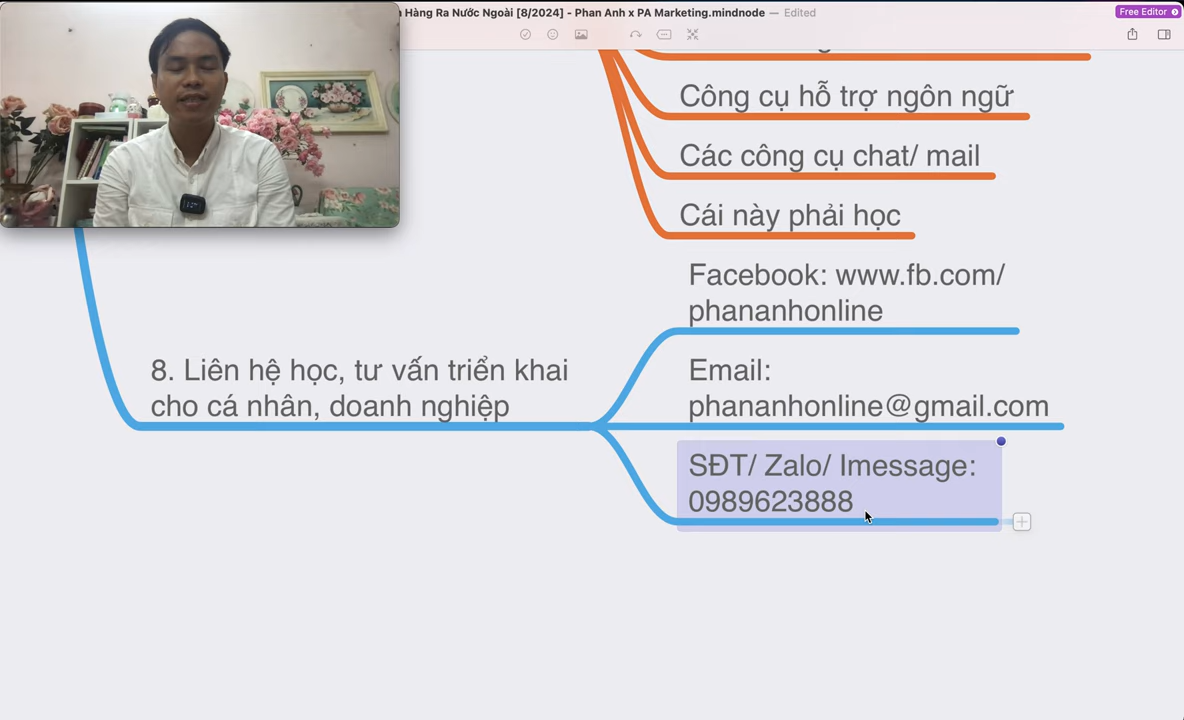 Hàng Ra Nước Ngoài [8/2024] - Phan Anh x PA Marketing.mindnode — Edited
Free Editor
Công cụ hỗ trợ ngôn ngữ
Các công cụ chat/ mail
Cái này phải học
Facebook: www.fb.com/
phananhonline
8. Liên hệ học, tư vấn triển khai
cho cá nhân, doanh nghiệp
Email:
phananhonline@gmail.com
SĐT/ Zalo/ Imessage:
0989623888